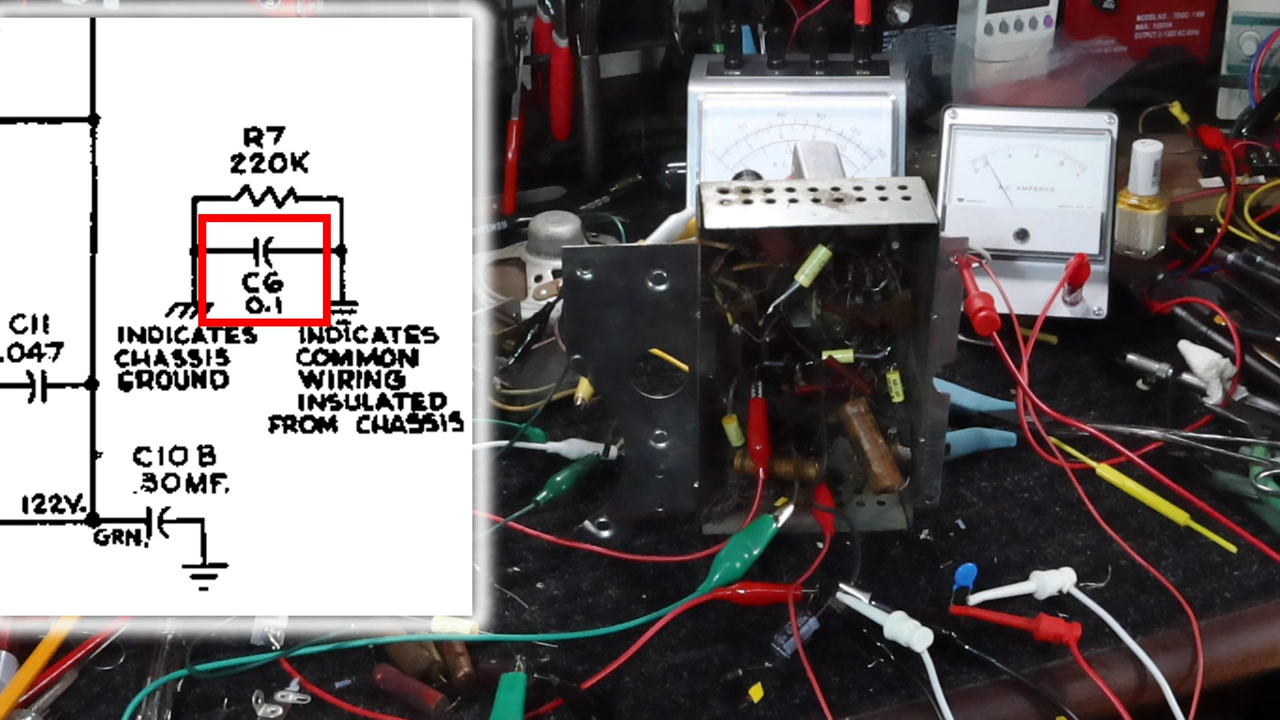 R7
220K
C6
0.1
INDICATES
CHASSIS
GROUND
INDICATES
COMMON
WIRING
INSULATED
FROM CHASSIS
C11
.047
C10 B
.30MF.
122V.
GRN.
A.C. AMPERES